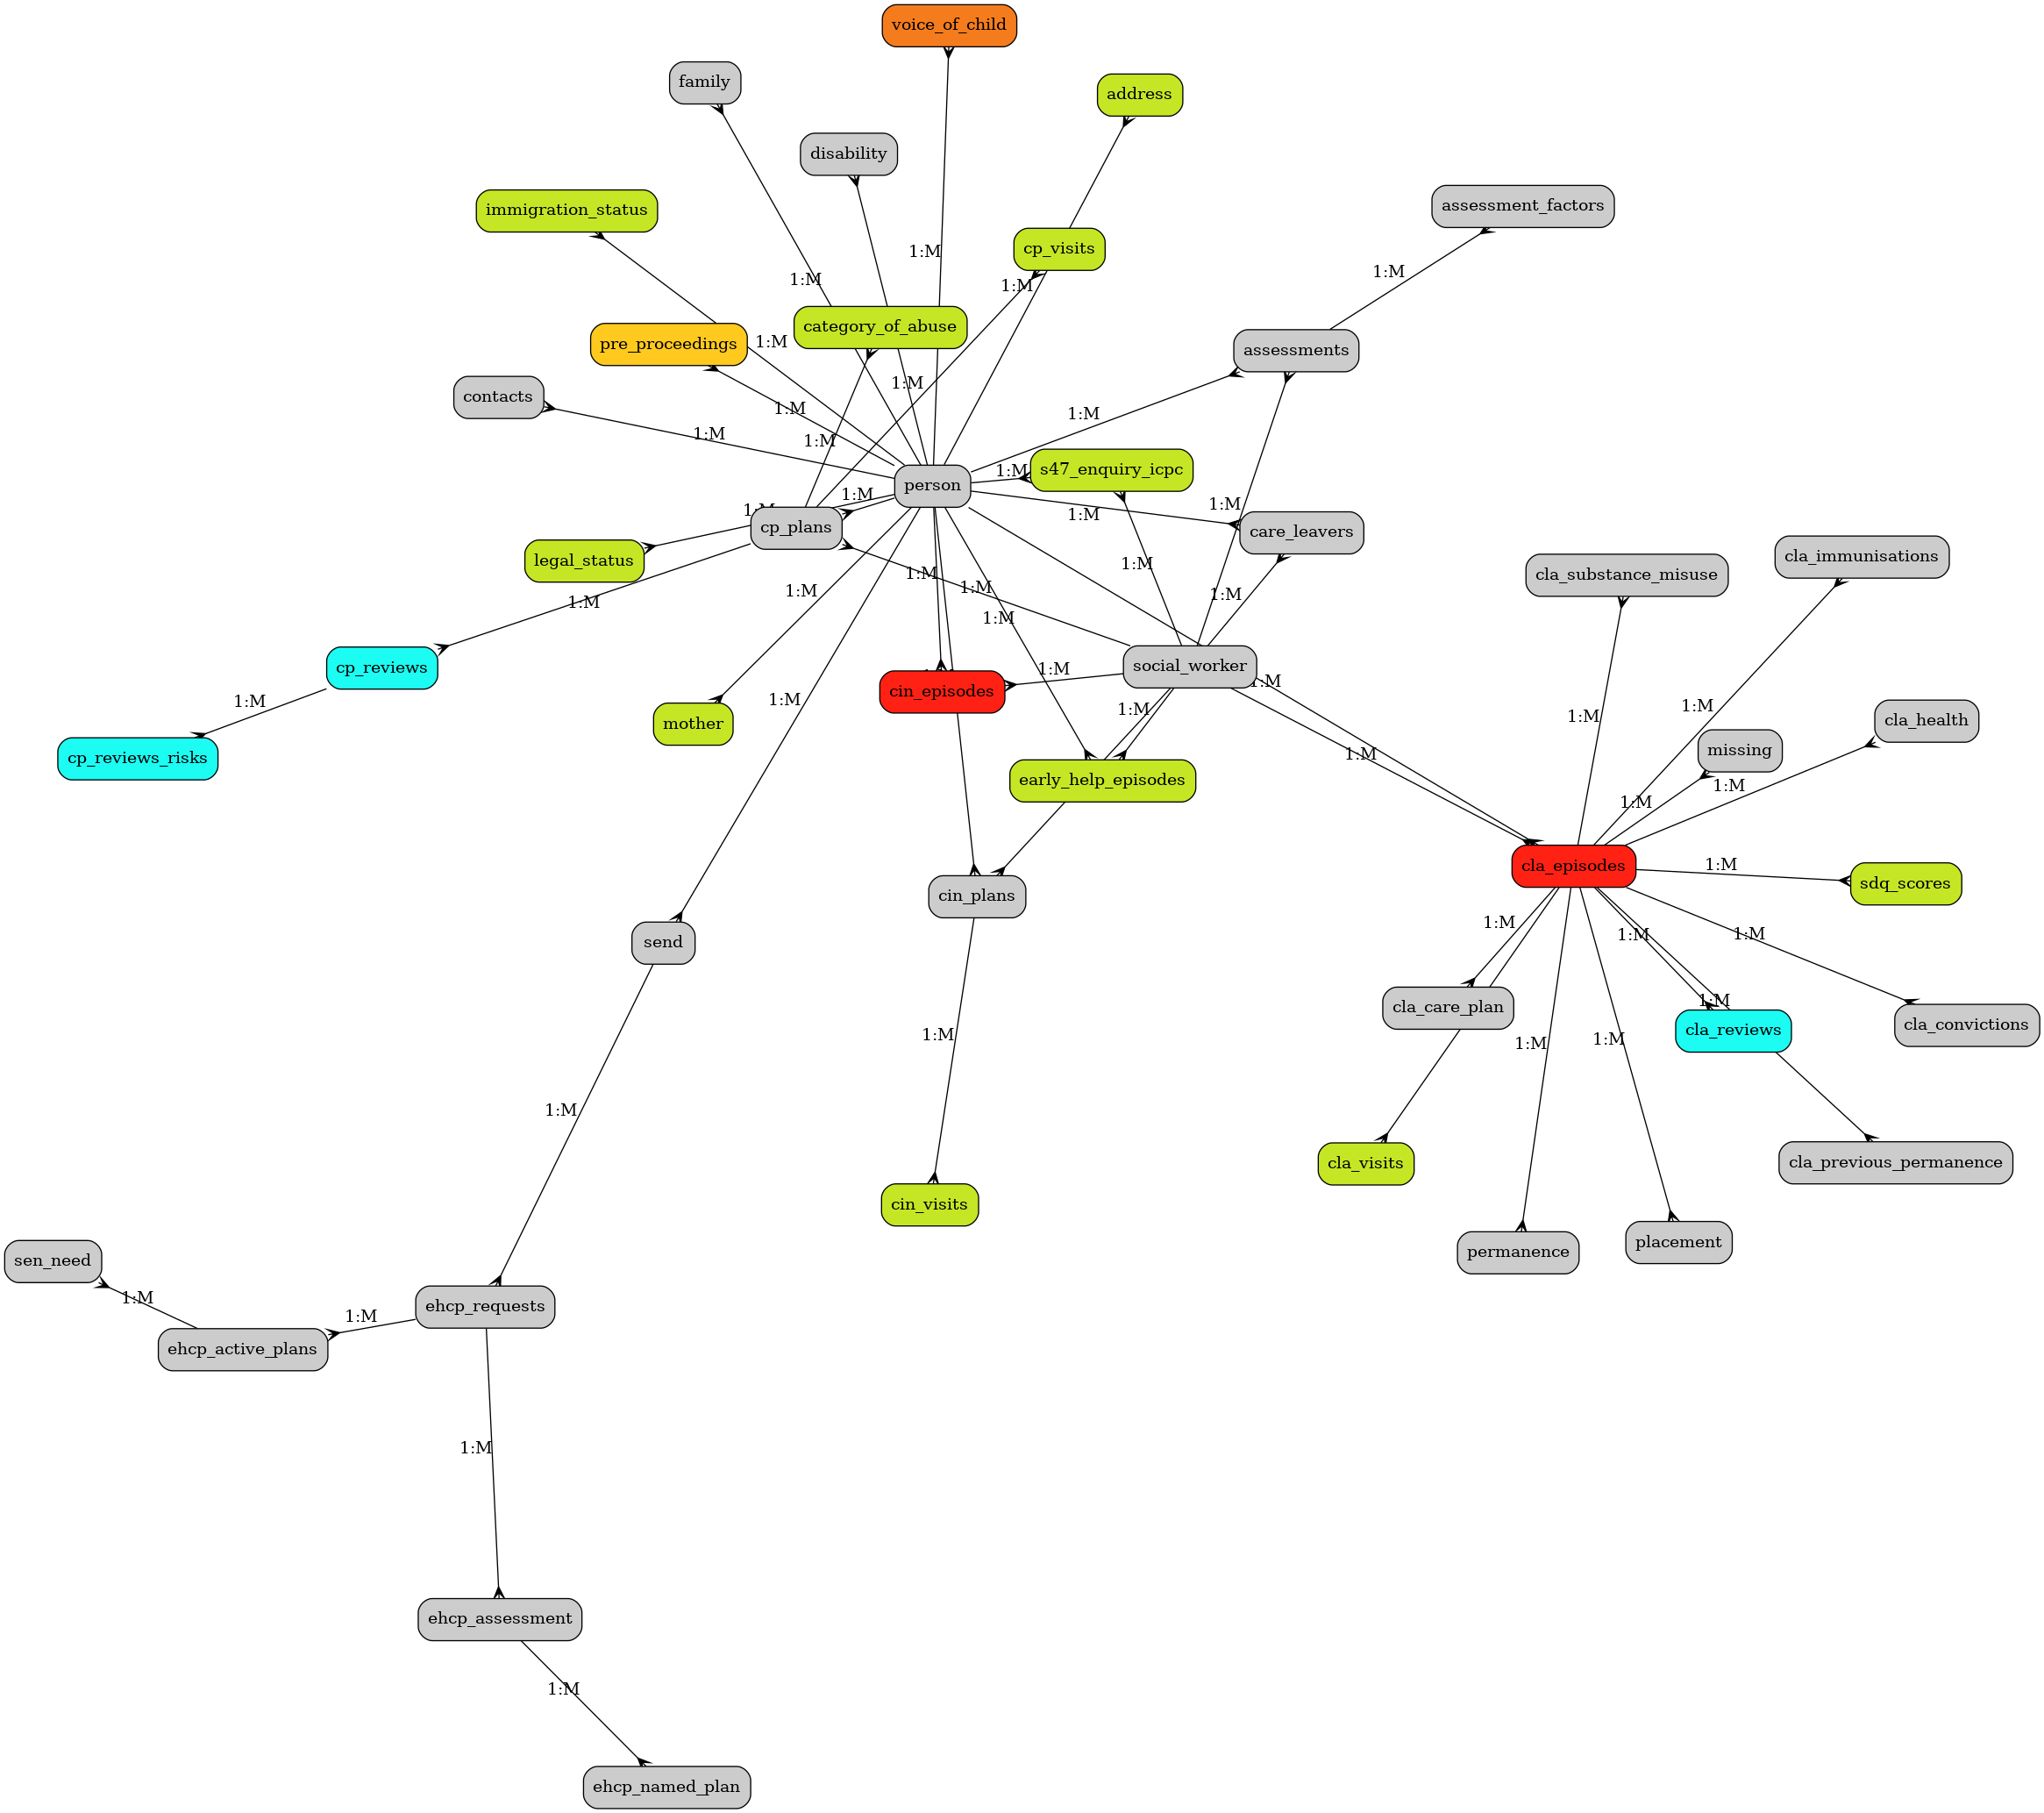 voice_of_child
family
address
disability
immigration_status
assessment_factors
cp_visits
1:M
1:M
1:M
1:M
category_of_abuse
pre_proceedings
1:M
assessments
contacts
1:M
1:M
1:M
1:M
1:M
1:M
person
1:M
s47_enquiry_icpc
1:M
1:M
cp_plans
1:M
1:M
care_leavers
legal_status
cla_immunisations
1:M
cla_substance_misuse
1:M
1:M
1:M
1:M
1:M
1:M
cp_reviews
social_worker
1:M
cin_episodes
1:M
1:M
1:M
1:M
1:M
1:M
mother
cla_health
missing
cp_reviews_risks
1:M
early_help_episodes
1:M
1:M
cla_episodes
1:M
sdq_scores
cin_plans
1:M
send
1:M
1:M
cla_care_plan
1:M
cla_reviews
cla_convictions
1:M
1:M
1:M
1:M
cla_visits
cla_previous_permanence
cin_visits
placement
permanence
sen_need
1:M
ehcp_requests
1:M
ehcp_active_plans
1:M
ehcp_assessment
1:M
ehcp_named_plan